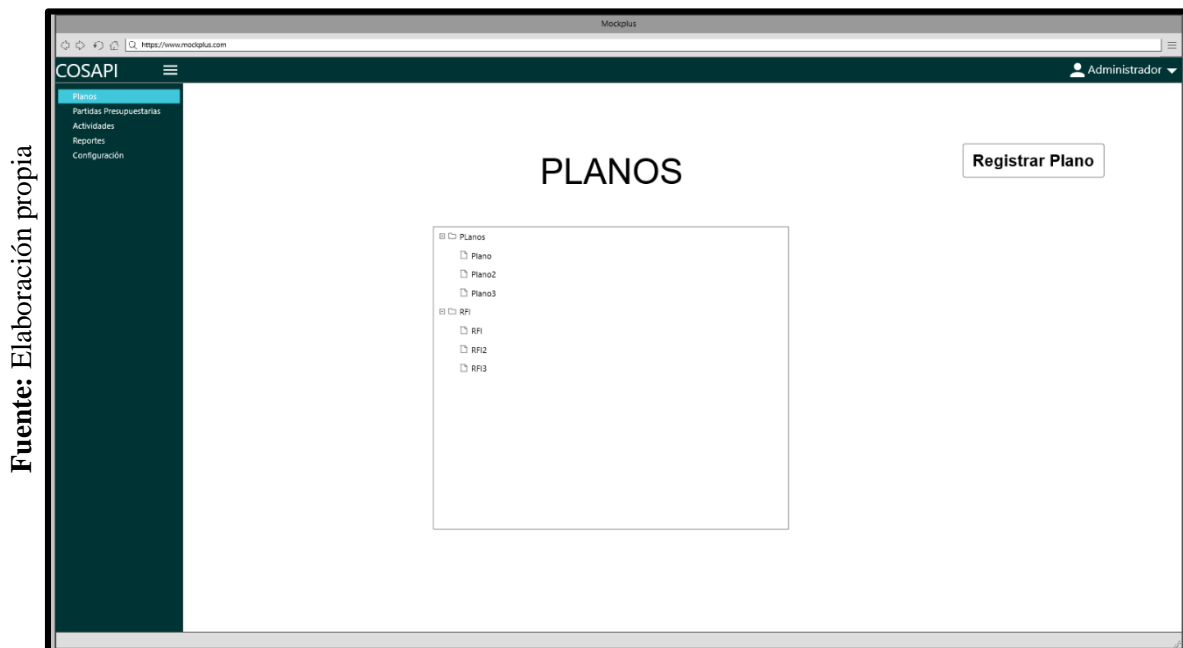 Mockplus
https://www.mockplus.com
COSAPI
Administrador
Planos
Partidas Presupuestarias
Actividades
Reportes
Configuración
PLANOS
Registrar Plano
PLanos
Plano
Plano2
Plano3
RFI
RFI
RFI2
RFI3
Fuente: Elaboración propia